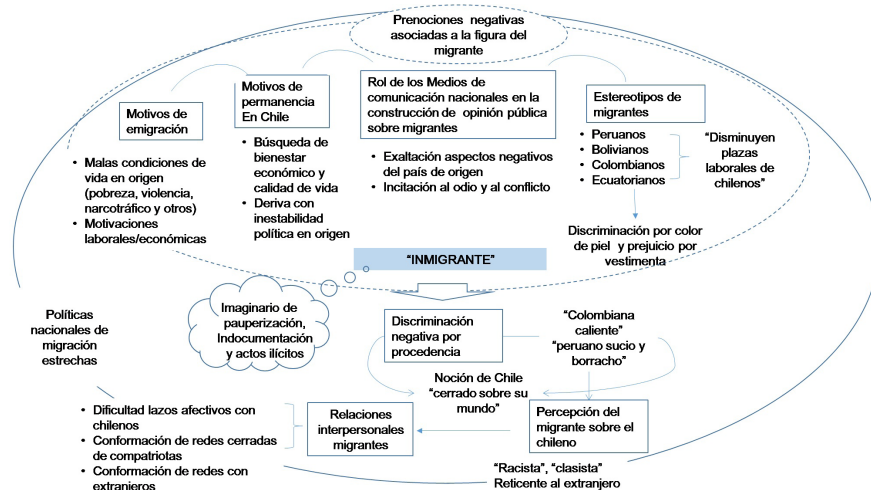 Prenociones negativas
asociadas a la figura del
migrante
Motivos de
emigración
• Malas condiciones de
vida en origen
(pobreza, violencia,
narcotráfico y otros)
• Motivaciones
laborales/económicas
Motivos de
permanencia
En Chile
• Búsqueda de
bienestar
económico y
calidad de vida
• Deriva con
inestabilidad
política en origen
Rol de los Medios de
comunicación nacionales en la
construcción de opinión pública
sobre migrantes
• Exaltación aspectos negativos
del país de origen
• Incitación al odio y al conflicto
Estereotipos de
migrantes
• Peruanos
• Bolivianos
• Colombianos
• Ecuatorianos
“Disminuyen
plazas
laborales de
chilenos”
Discriminación por color
de piel y prejuicio por
vestimenta
“INMIGRANTE”
Imaginario de
pauperización,
Indocumentación
y actos ilícitos
Políticas
nacionales de
migración
estrechas
Discriminación
negativa por
procedencia
“Colombiana
caliente”
“peruano sucio y
borracho”
Noción de Chile
“cerrado sobre su
mundo”
Percepción del
migrante sobre el
chileno
“Racista”, “clasista”
Reticente al extranjero
Relaciones
interpersonales
migrantes
• Dificultad lazos afectivos con
chilenos
• Conformación de redes cerradas
de compatriotas
• Conformación de redes con
extranjeros